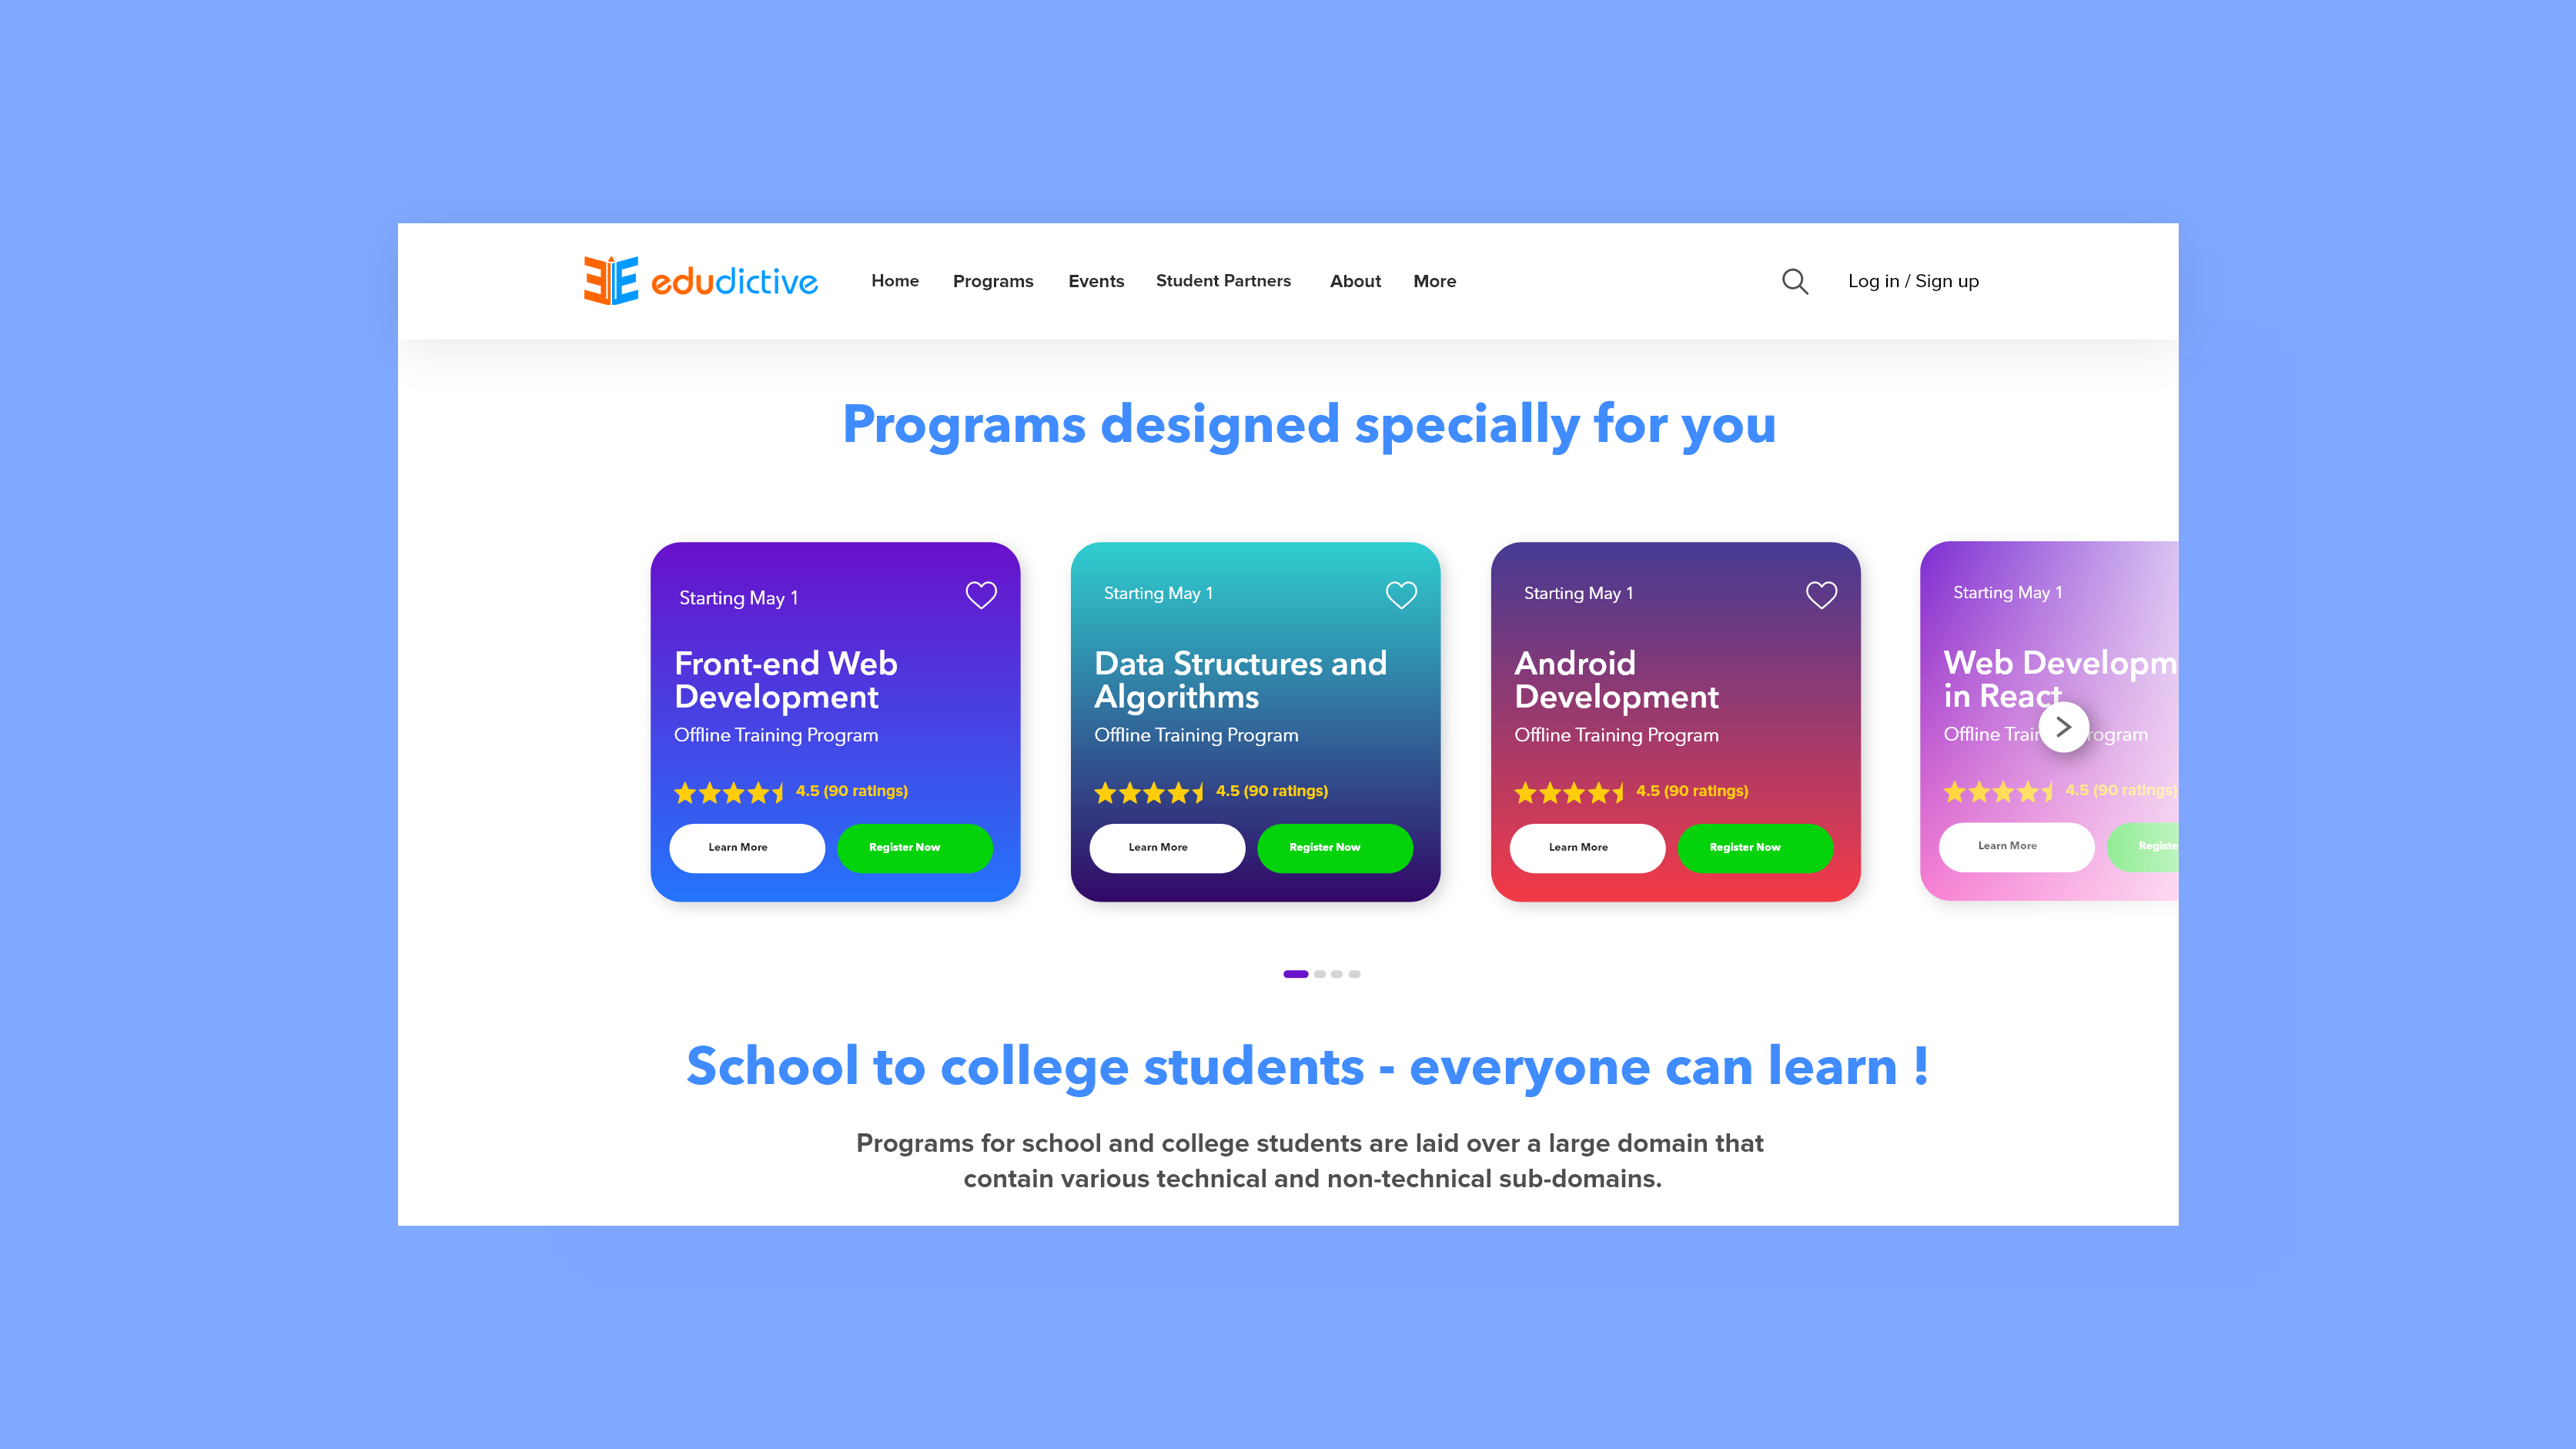 edudictive
Home
Programs
Events
Student Partners
About
More
Log in / Sign up
Programs designed specially for you
Starting May 1
Front-end Web
Development
Offline Training Program
4.5 (90 ratings)
Learn More
Register Now
Starting May 1
Data Structures and
Algorithms
Offline Training Program
4.5 (90 ratings)
Learn More
Register Now
Starting May 1
Android
Development
Offline Training Program
4.5 (90 ratings)
Learn More
Register Now
Starting May 1
Web Developm
in React
Offline Train rogram
4.5 (90 ratings)
Learn More
Registe
School to college students - everyone can learn !
Programs for school and college students are laid over a large domain that
contain various technical and non-technical sub-domains.